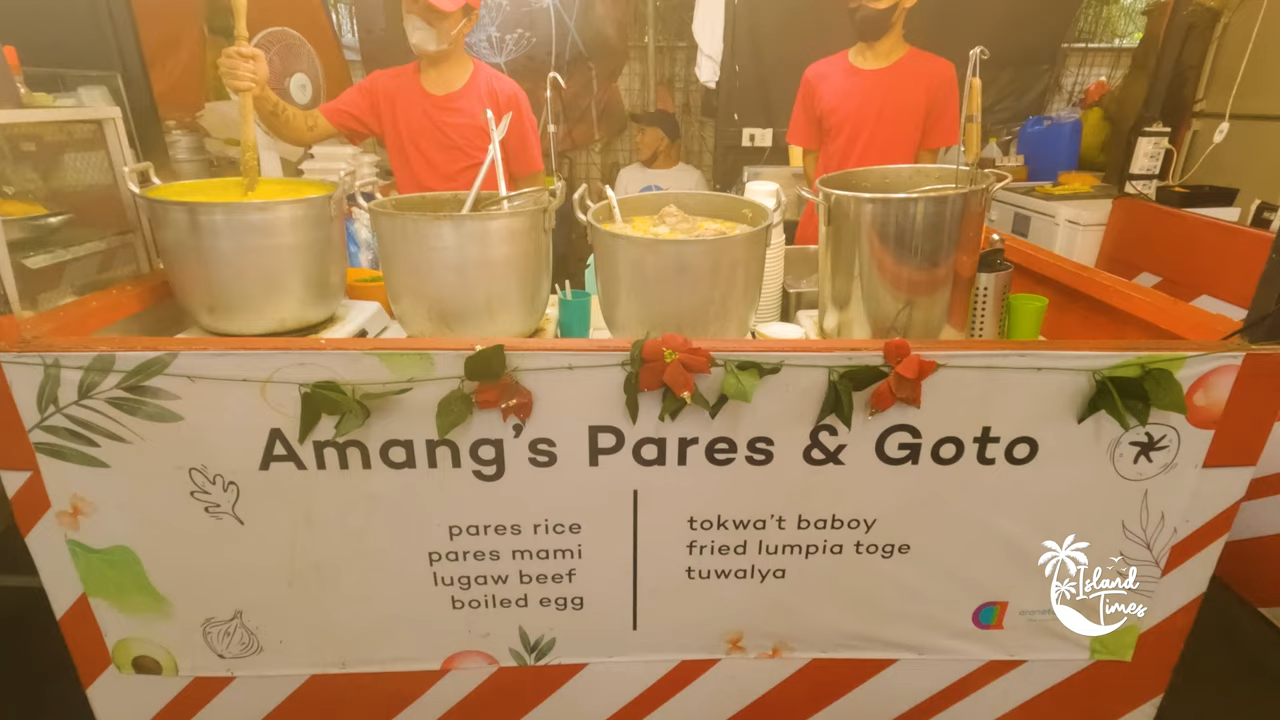 Amang's Pares & Goto
pares rice
pares mami
lugaw beef
boiled egg
tokwa't baboy
fried lumpia toge
tuwalya
Island
Times